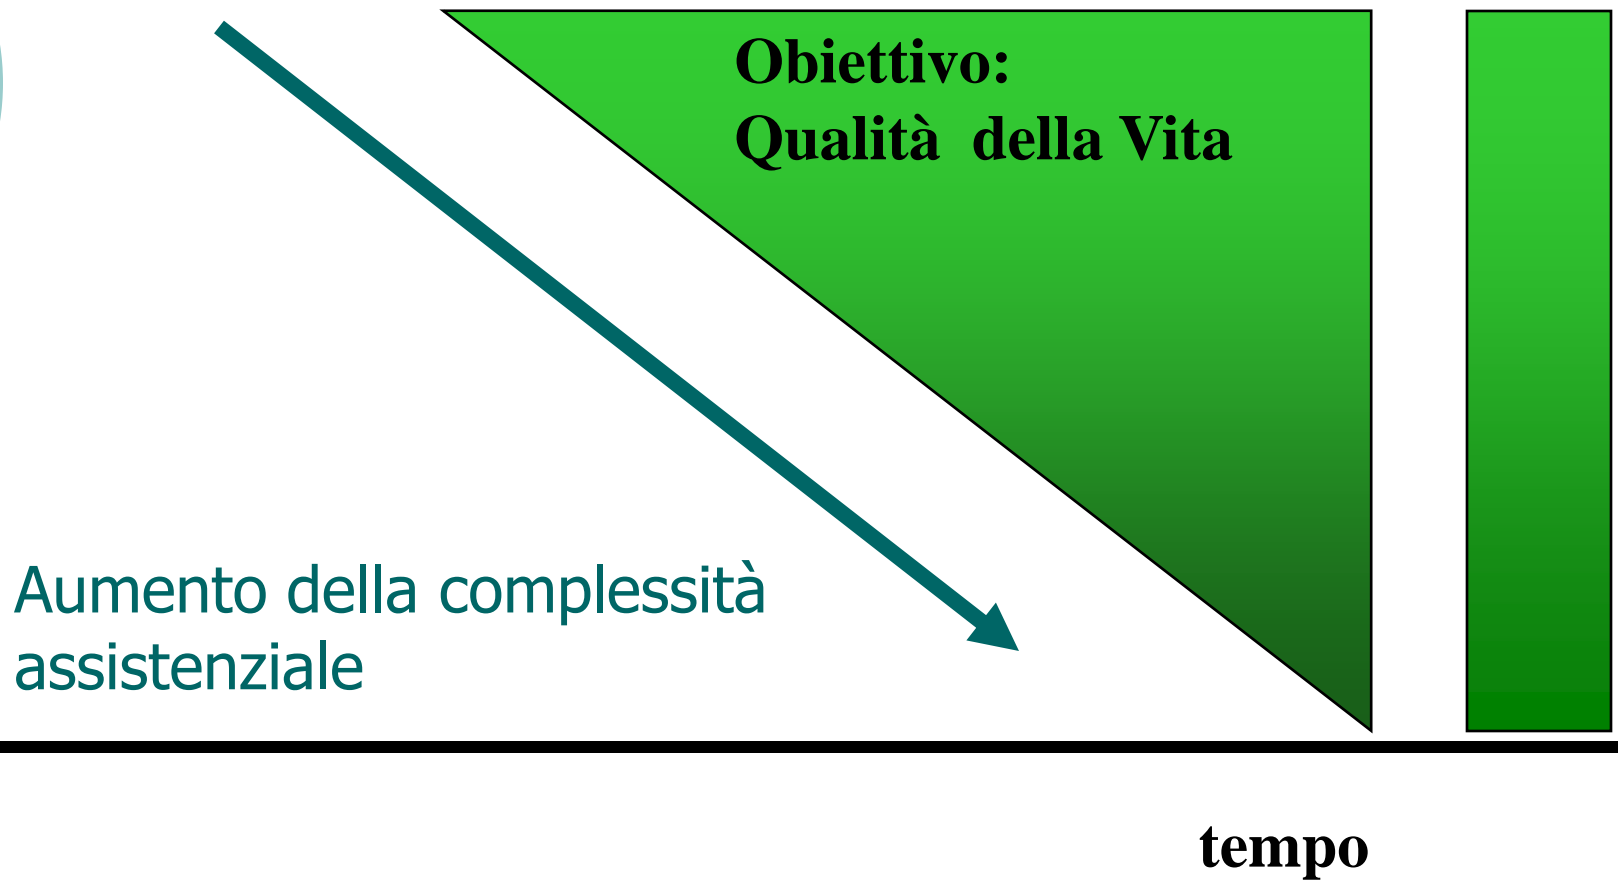 Obiettivo:
Qualità della Vita
Aumento della complessità
assistenziale
tempo